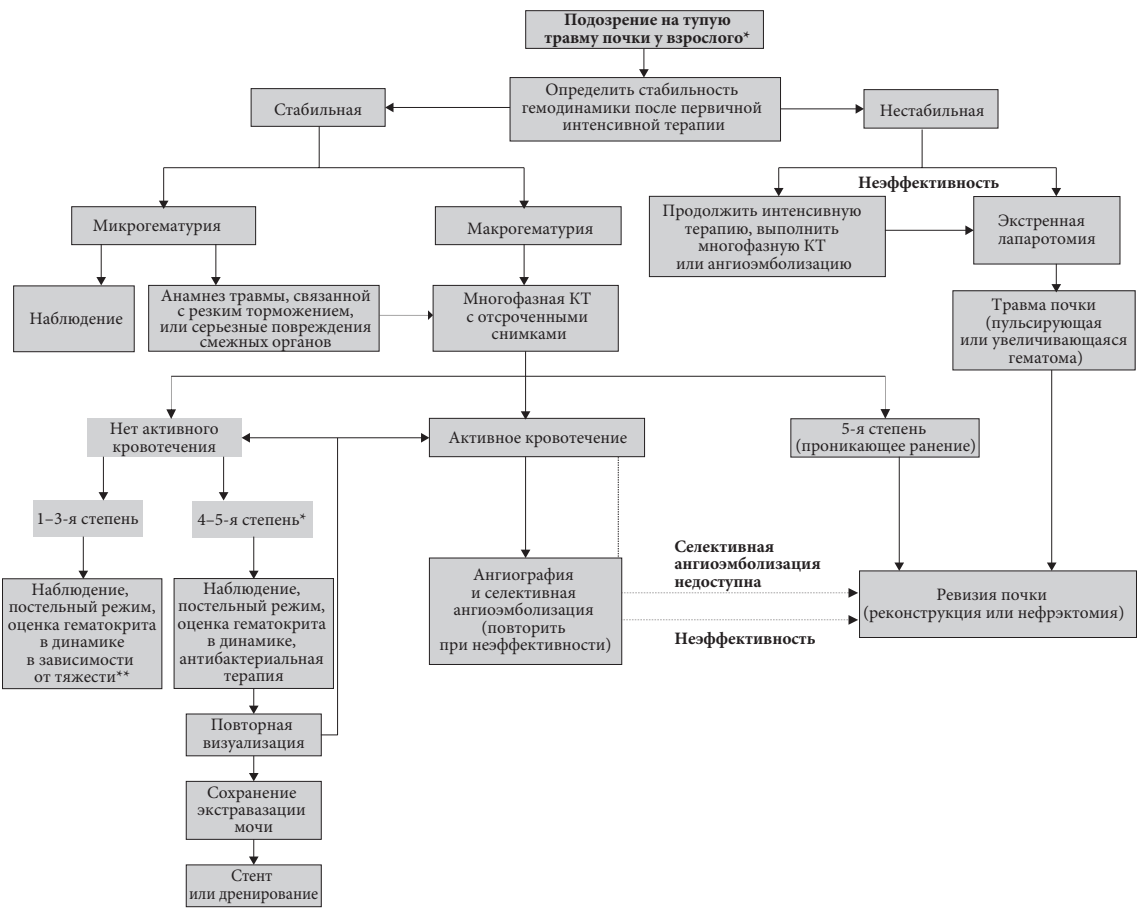 Подозрение на тупую
травму почки у взрослого*
Определить стабильность
гемодинамики после первичной
интенсивной терапии
Стабильная
Нестабильная
Неэффективность
Микрогематурия
Макрогематурия
Продолжить интенсивную
терапию, выполнить
многофазную КТ
или ангиоэмболизацию
Экстренная
лапаротомия
Наблюдение
Анамнез травмы, связанной
с резким торможением,
или серьезные повреждения
смежных органов
Многофазная КТ
с отсроченными
снимками
Травма почки
(пульсирующая
или увеличивающаяся
гематома)
Нет активного
кровотечения
Активное кровотечение
5-я степень
(проникающее ранение)
1–3-я степень
4–5-я степень*
Наблюдение,
постельный режим,
оценка гематокрита
в динамике
в зависимости
от тяжести**
Наблюдение,
постельный режим,
оценка гематокрита
в динамике,
антибактериальная
терапия
Ангиография
и селективная
ангиоэмболизация
(повторить
при неэффективности)
Селективная
ангиоэмболизация
недоступна
Неэффективность
Ревизия почки
(реконструкция или нефрэктомия)
Повторная
визуализация
Сохранение
экстравазации
мочи
Стент
или дренирование